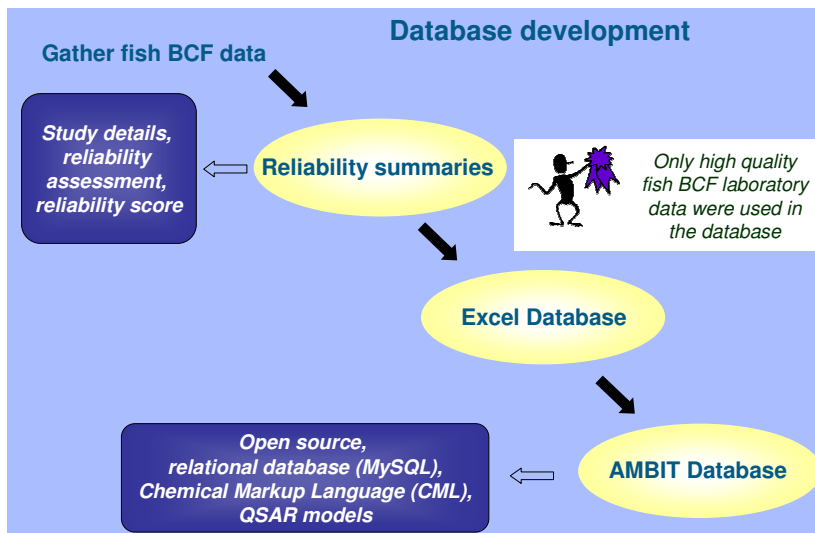 Database development
Gather fish BCF data
Study details,
reliability
assessment,
reliability score
Reliability summaries
Only high quality
fish BCF laboratory
data were used in
the database
Excel Database
Open source,
relational database (MySQL),
Chemical Markup Language (CML),
QSAR models
AMBIT Database